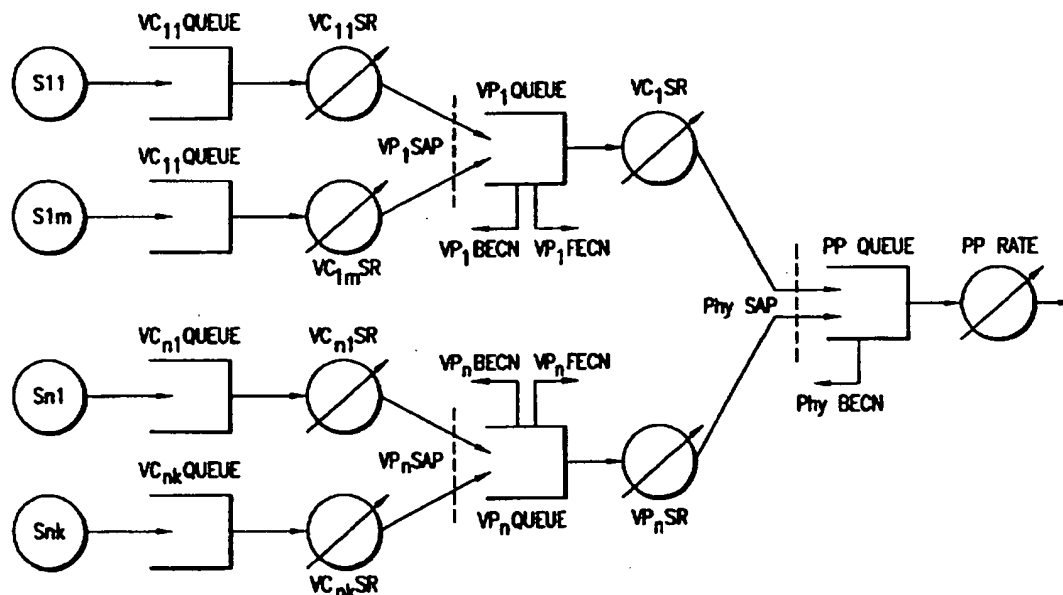 VC11QUEUE
VC11SR
S11
VP1QUEUE
VC1SR
VP1SAP
VC11QUEUE
S1m
VC1mSR
VP1BECN
VP1FECN
PP QUEUE
PP RATE
Phy SAP
Phy BECN
VCn1QUEUE
VCn1SR
VPnBECN
VPnFECN
Sn1
VPnSAP
VCnkQUEUE
Snk
VPnQUEUE
VPnSR
VCnkSR